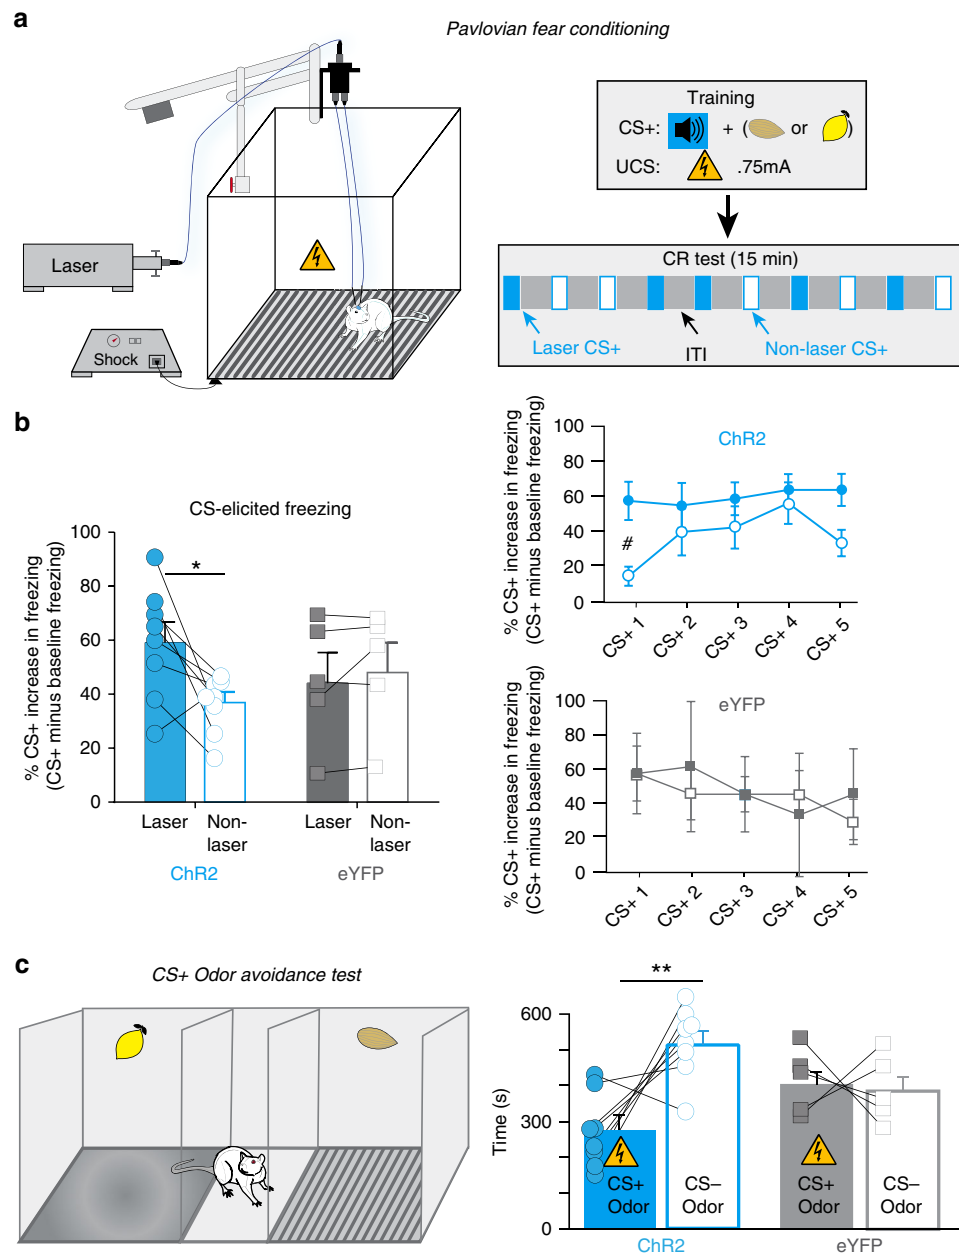 a
Pavlovian fear conditioning
Laser
Shock
Training
CS+: + ( or )
UCS: .75mA
CR test (15 min)
Laser CS+
ITI
Non-laser CS+
b
CS-elicited freezing
% CS+ increase in freezing
(CS+ minus baseline freezing)
100
80
60
40
20
0
*
Laser
Non-
laser
Laser
Non-
laser
ChR2
eYFP
ChR2
% CS+ increase in freezing
(CS+ minus baseline freezing)
100
80
60
40
20
0
#
CS+ 1
CS+ 2
CS+ 3
CS+ 4
CS+ 5
eYFP
% CS+ increase in freezing
(CS+ minus baseline freezing)
100
80
60
40
20
0
CS+ 1
CS+ 2
CS+ 3
CS+ 4
CS+ 5
c
CS+ Odor avoidance test
**
Time (s)
600
300
0
CS+
Odor
CS–
Odor
CS+
Odor
CS–
Odor
ChR2
eYFP